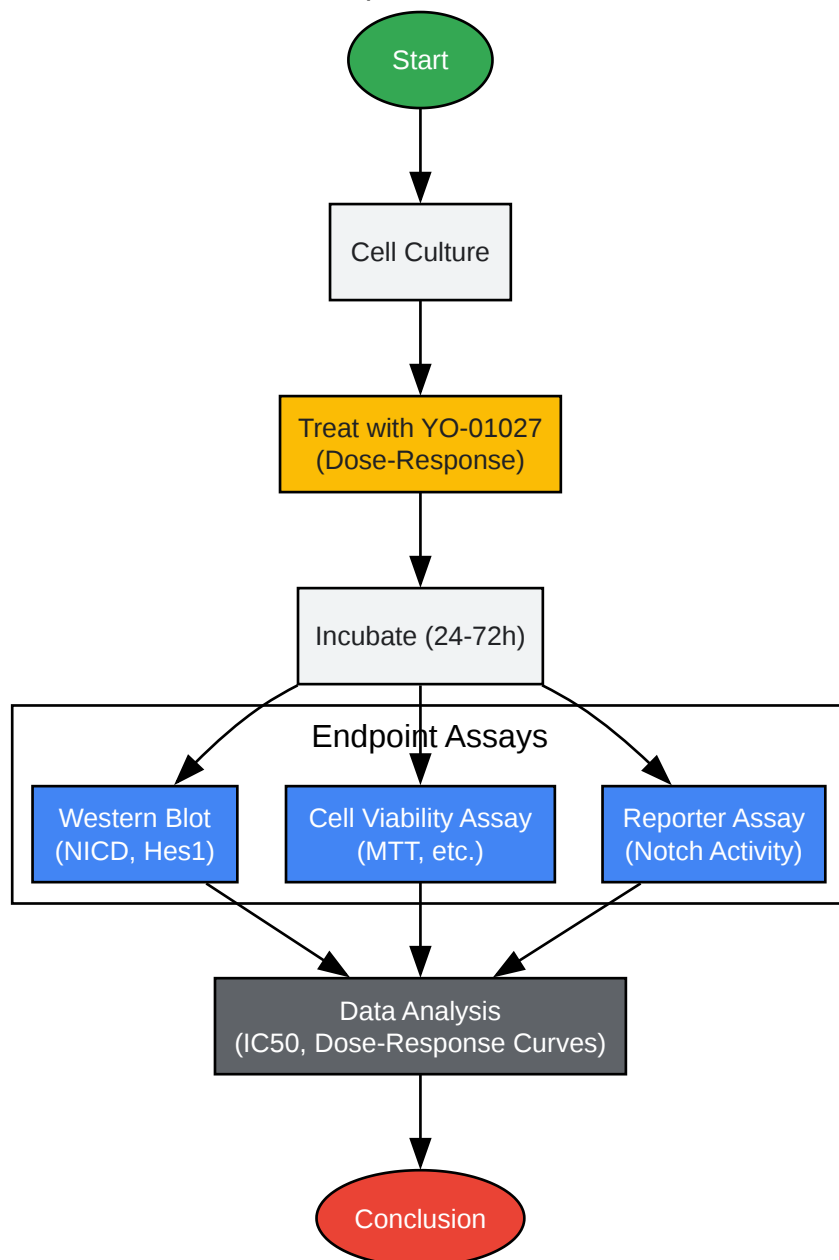 Start
Cell Culture
Treat with YO-01027
(Dose-Response)
Incubate (24-72h)
Endpoint Assays
Western Blot
(NICD, Hes1)
Cell Viability Assay
(MTT, etc.)
Reporter Assay
(Notch Activity)
Data Analysis
(IC50, Dose-Response Curves)
Conclusion